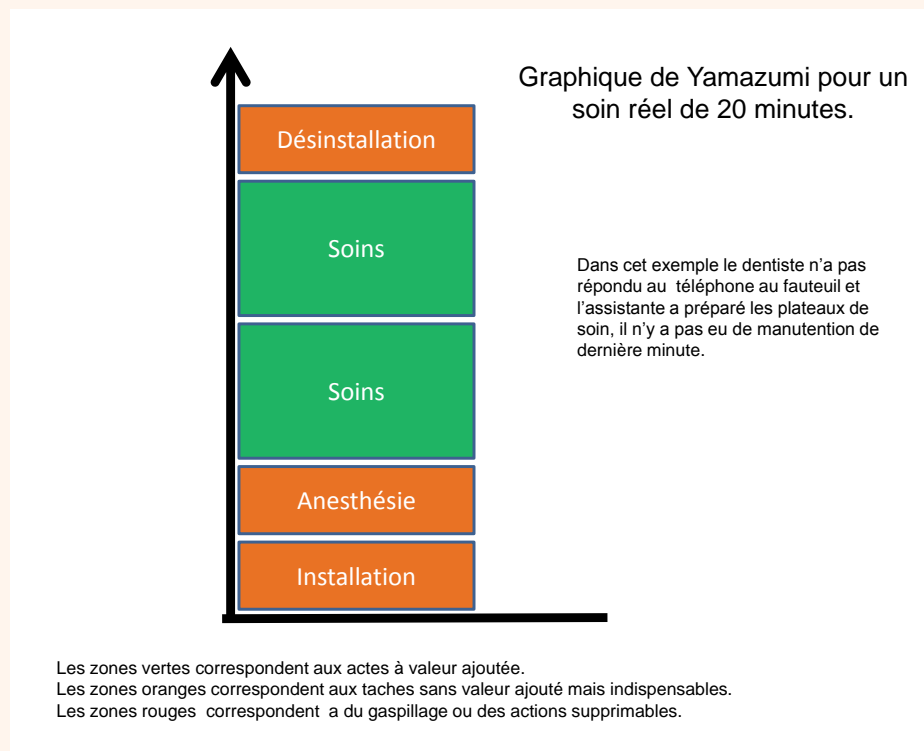 Graphique de Yamazumi pour un
soin réel de 20 minutes.
Désinstallation
Soins
Dans cet exemple le dentiste n’a pas
répondu au téléphone au fauteuil et
l’assistante a préparé les plateaux de
soin, il n’y a pas eu de manutention de
dernière minute.
Soins
Anesthésie
Installation
Les zones vertes correspondent aux actes à valeur ajoutée.
Les zones oranges correspondent aux taches sans valeur ajouté mais indispensables.
Les zones rouges correspondent a du gaspillage ou des actions supprimables.